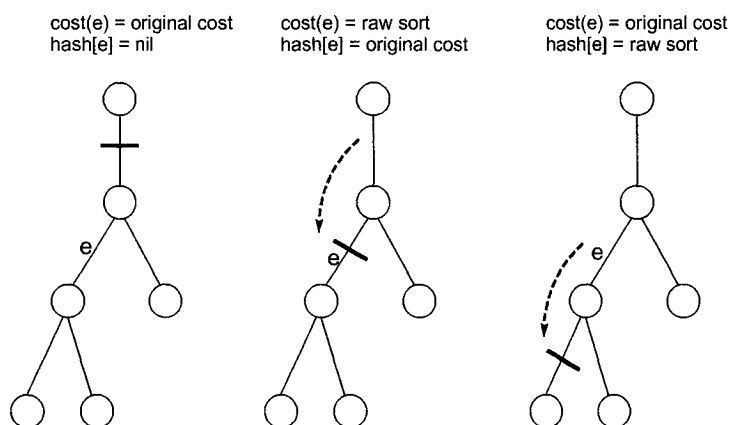 cost(e) = original cost
hash[e] = nil
cost(e) = raw sort
hash[e] = original cost
cost(e) = original cost
hash[e] = raw sort
e
e
e